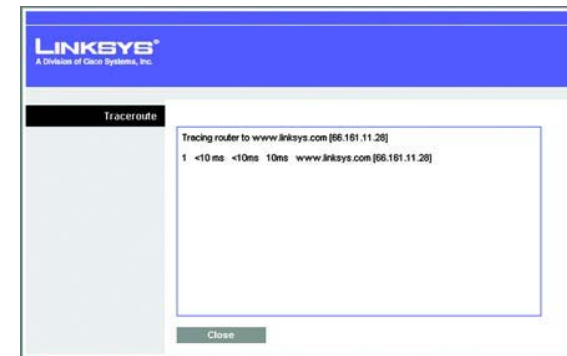 LINKSYS®
A Division of Cisco Systems, Inc.
Traceroute
Tracing router to www.linksys.com [66.161.11.28]
1 <10 ms <10ms 10ms www.linksys.com [66.161.11.28]
Close